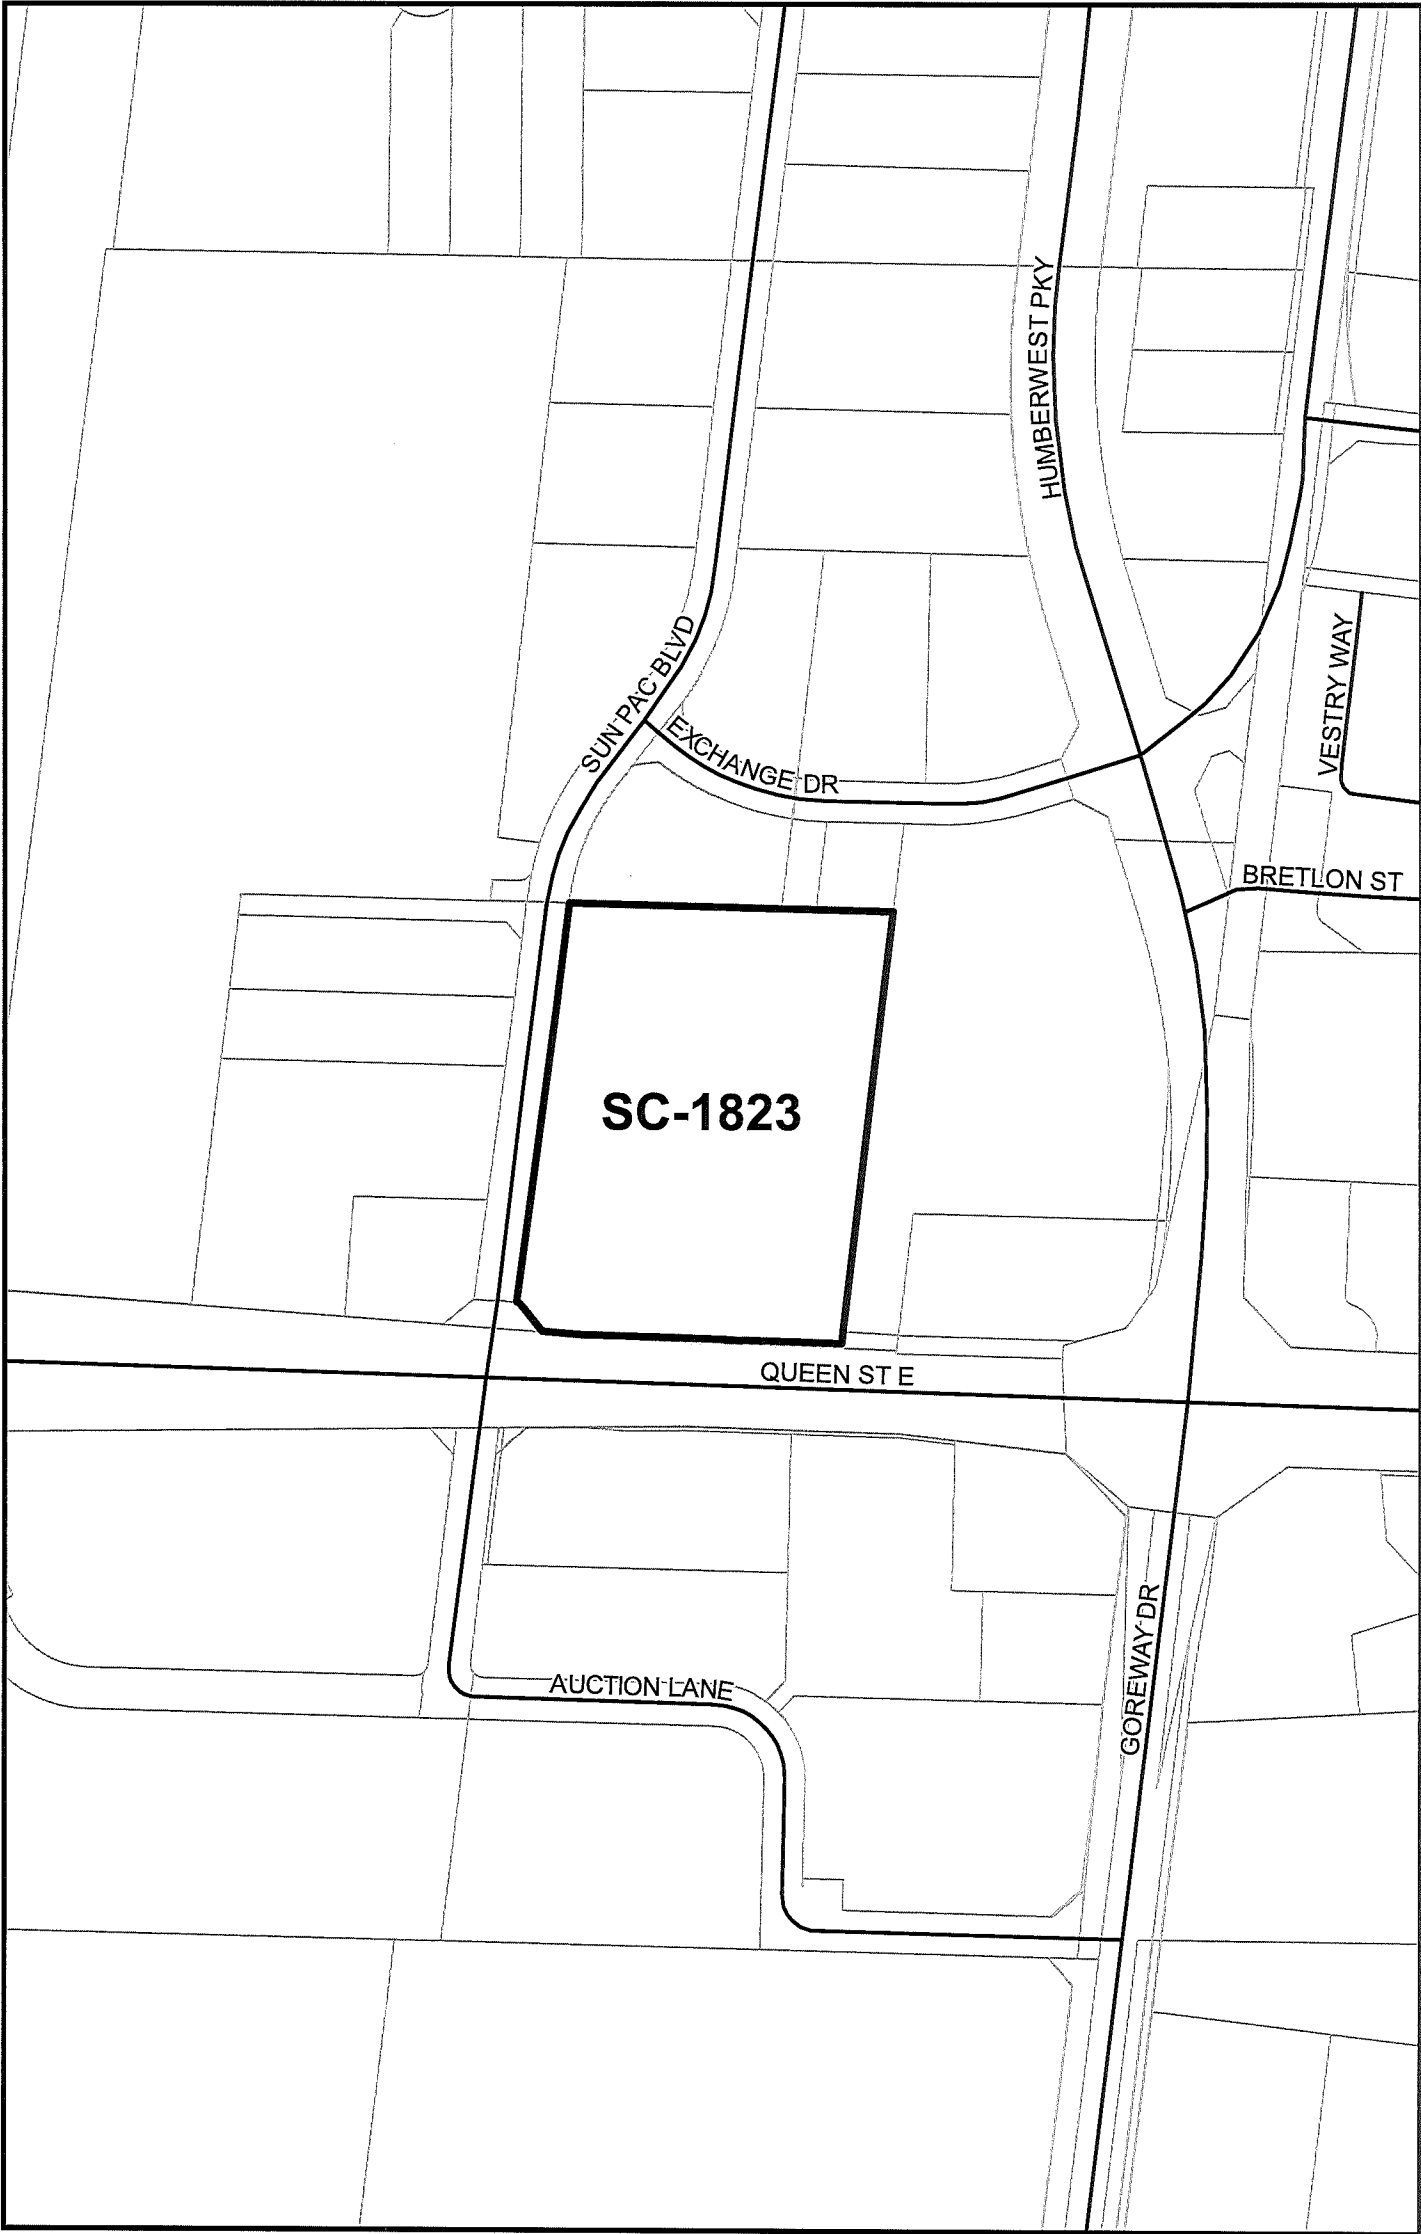 HUMBERWEST PKY
SUN PAC BLVD
VESTRY WAY
EXCHANGE DR
BRETLON ST
SC-1823
QUEEN ST E
GOREWAY DR
AUCTION LANE